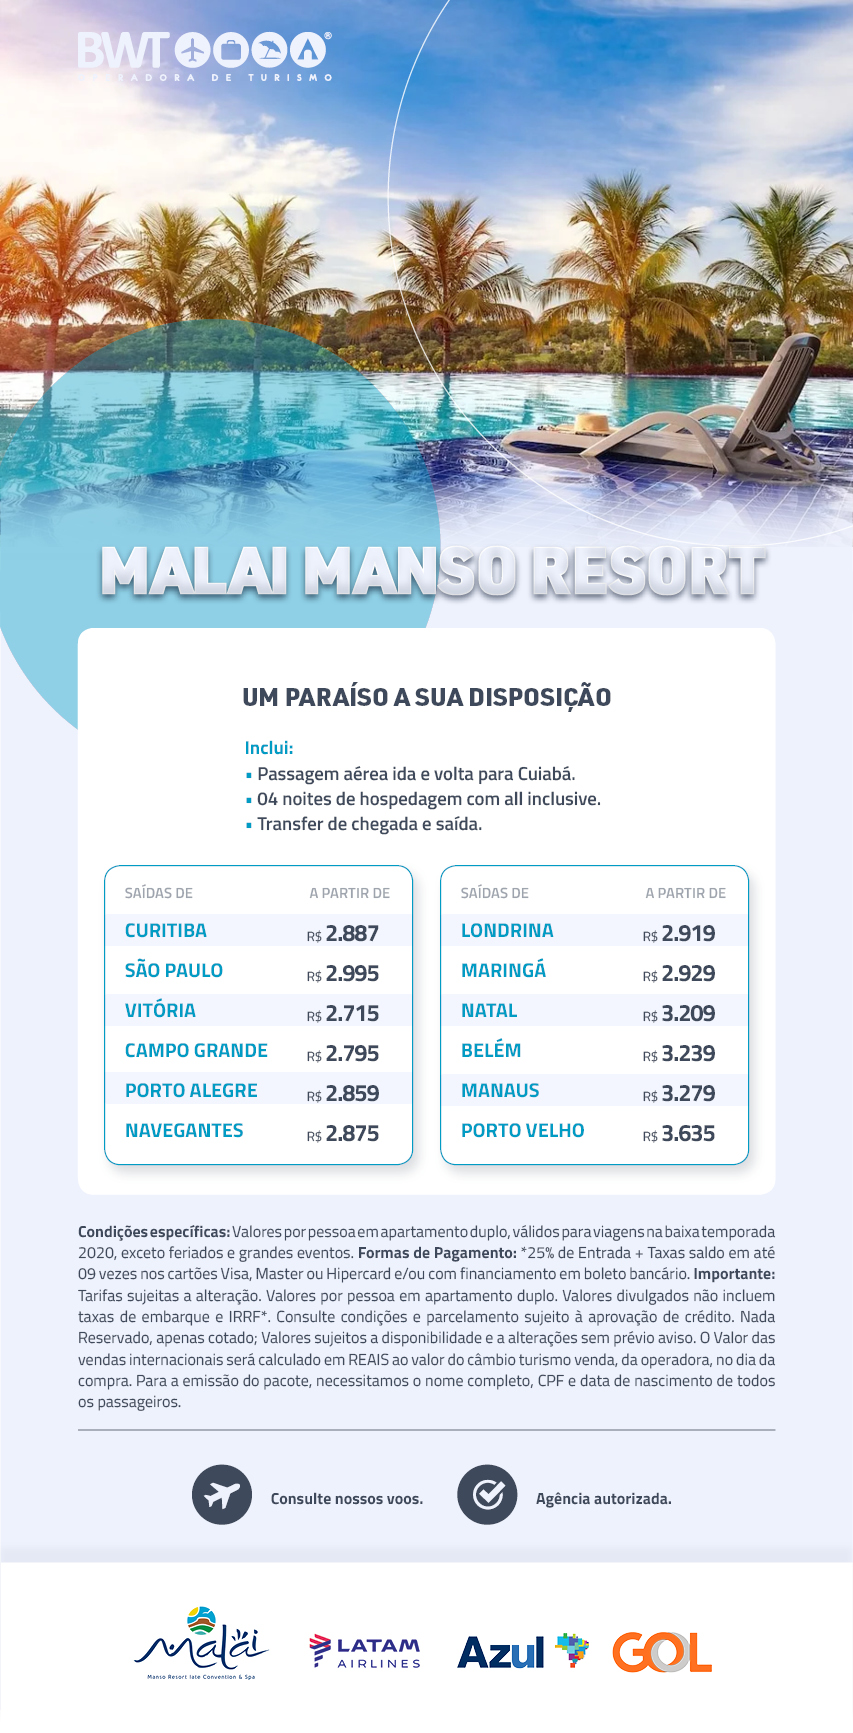 BWT®
RADORA DE TURISMO
MALAI MANSO RESORT
UM PARAÍSO A SUA DISPOSIÇÃO
Inclui:
▪ Passagem aérea ida e volta para Cuiabá.
▪ 04 noites de hospedagem com all inclusive.
▪ Transfer de chegada e saída.
SAÍDAS DE A PARTIR DE
CURITIBA R$ 2.887
SÃO PAULO R$ 2.995
VITÓRIA R$ 2.715
CAMPO GRANDE R$ 2.795
PORTO ALEGRE R$ 2.859
NAVEGANTES R$ 2.875
SAÍDAS DE A PARTIR DE
LONDRINA R$ 2.919
MARINGÁ R$ 2.929
NATAL R$ 3.209
BELÉM R$ 3.239
MANAUS R$ 3.279
PORTO VELHO R$ 3.635
Condições específicas: Valores por pessoa em apartamento duplo, válidos para viagens na baixa temporada
2020, exceto feriados e grandes eventos. Formas de Pagamento: *25% de Entrada + Taxas saldo em até
09 vezes nos cartões Visa, Master ou Hipercard e/ou com financiamento em boleto bancário. Importante:
Tarifas sujeitas a alteração. Valores por pessoa em apartamento duplo. Valores divulgados não incluem
taxas de embarque e IRRF*. Consulte condições e parcelamento sujeito à aprovação de crédito. Nada
Reservado, apenas cotado; Valores sujeitos a disponibilidade e a alterações sem prévio aviso. O Valor das
vendas internacionais será calculado em REAIS ao valor do câmbio turismo venda, da operadora, no dia da
compra. Para a emissão do pacote, necessitamos o nome completo, CPF e data de nascimento de todos
os passageiros.
Consulte nossos voos.
Agência autorizada.
malai
Manso Resort Iate Convention & Spa
LATAM
AIRLINES
Azul
GOL